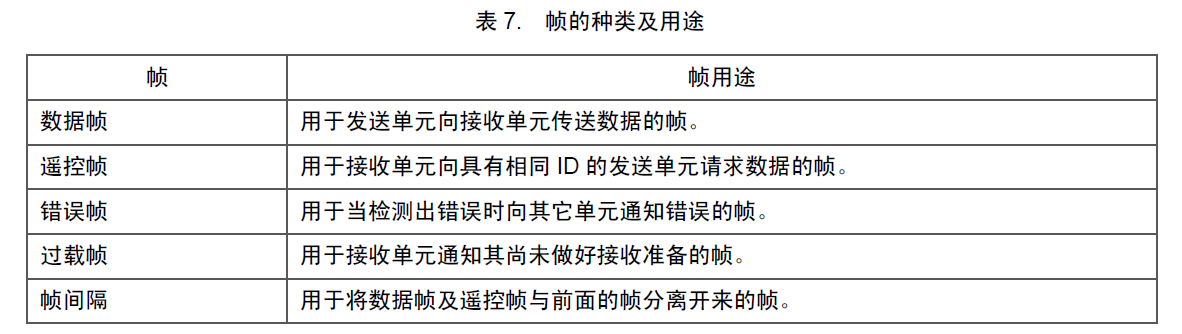 表 7. 帧的种类及用途
帧 帧用途
数据帧 用于发送单元向接收单元传送数据的帧。
遥控帧 用于接收单元向具有相同 ID 的发送单元请求数据的帧。
错误帧 用于当检测出错误时向其它单元通知错误的帧。
过载帧 用于接收单元通知其尚未做好接收准备的帧。
帧间隔 用于将数据帧及遥控帧与前面的帧分离开来的帧。